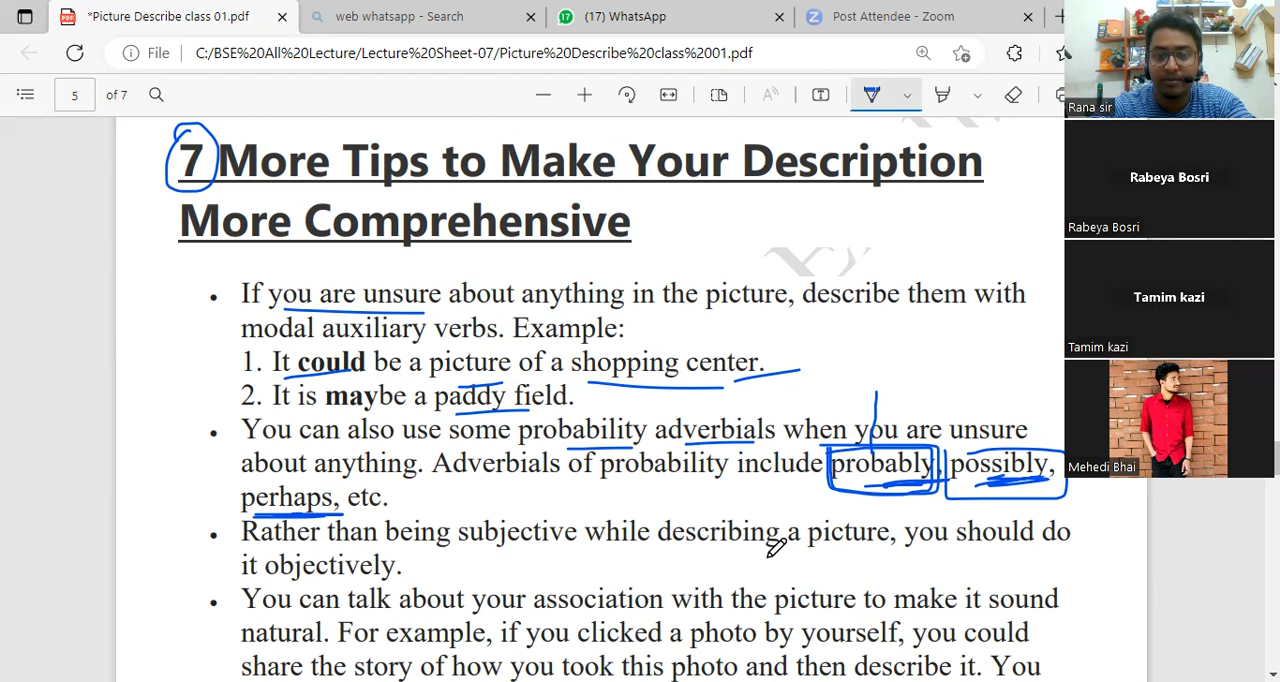 *Picture Describe class 01.pdf
web whatsapp - Search
17
(17) WhatsApp
Post Attendee - Zoom
File
C:/BSE%20All%20Lecture/Lecture%20Sheet-07/Picture%20Describe%20class%2001.pdf
5
of 7
7 More Tips to Make Your Description
More Comprehensive
• If you are unsure about anything in the picture, describe them with
modal auxiliary verbs. Example:
1. It could be a picture of a shopping center.
2. It is maybe a paddy field.
• You can also use some probability adverbials when you are unsure
about anything. Adverbials of probability include probably, possibly,
perhaps, etc.
• Rather than being subjective while describing a picture, you should do
it objectively.
• You can talk about your association with the picture to make it sound
natural. For example, if you clicked a photo by yourself, you could
share the story of how you took this photo and then describe it. You
Rana sir
Rabeya Bosri
Rabeya Bosri
Tamim kazi
Tamim kazi
Mehedi Bhai